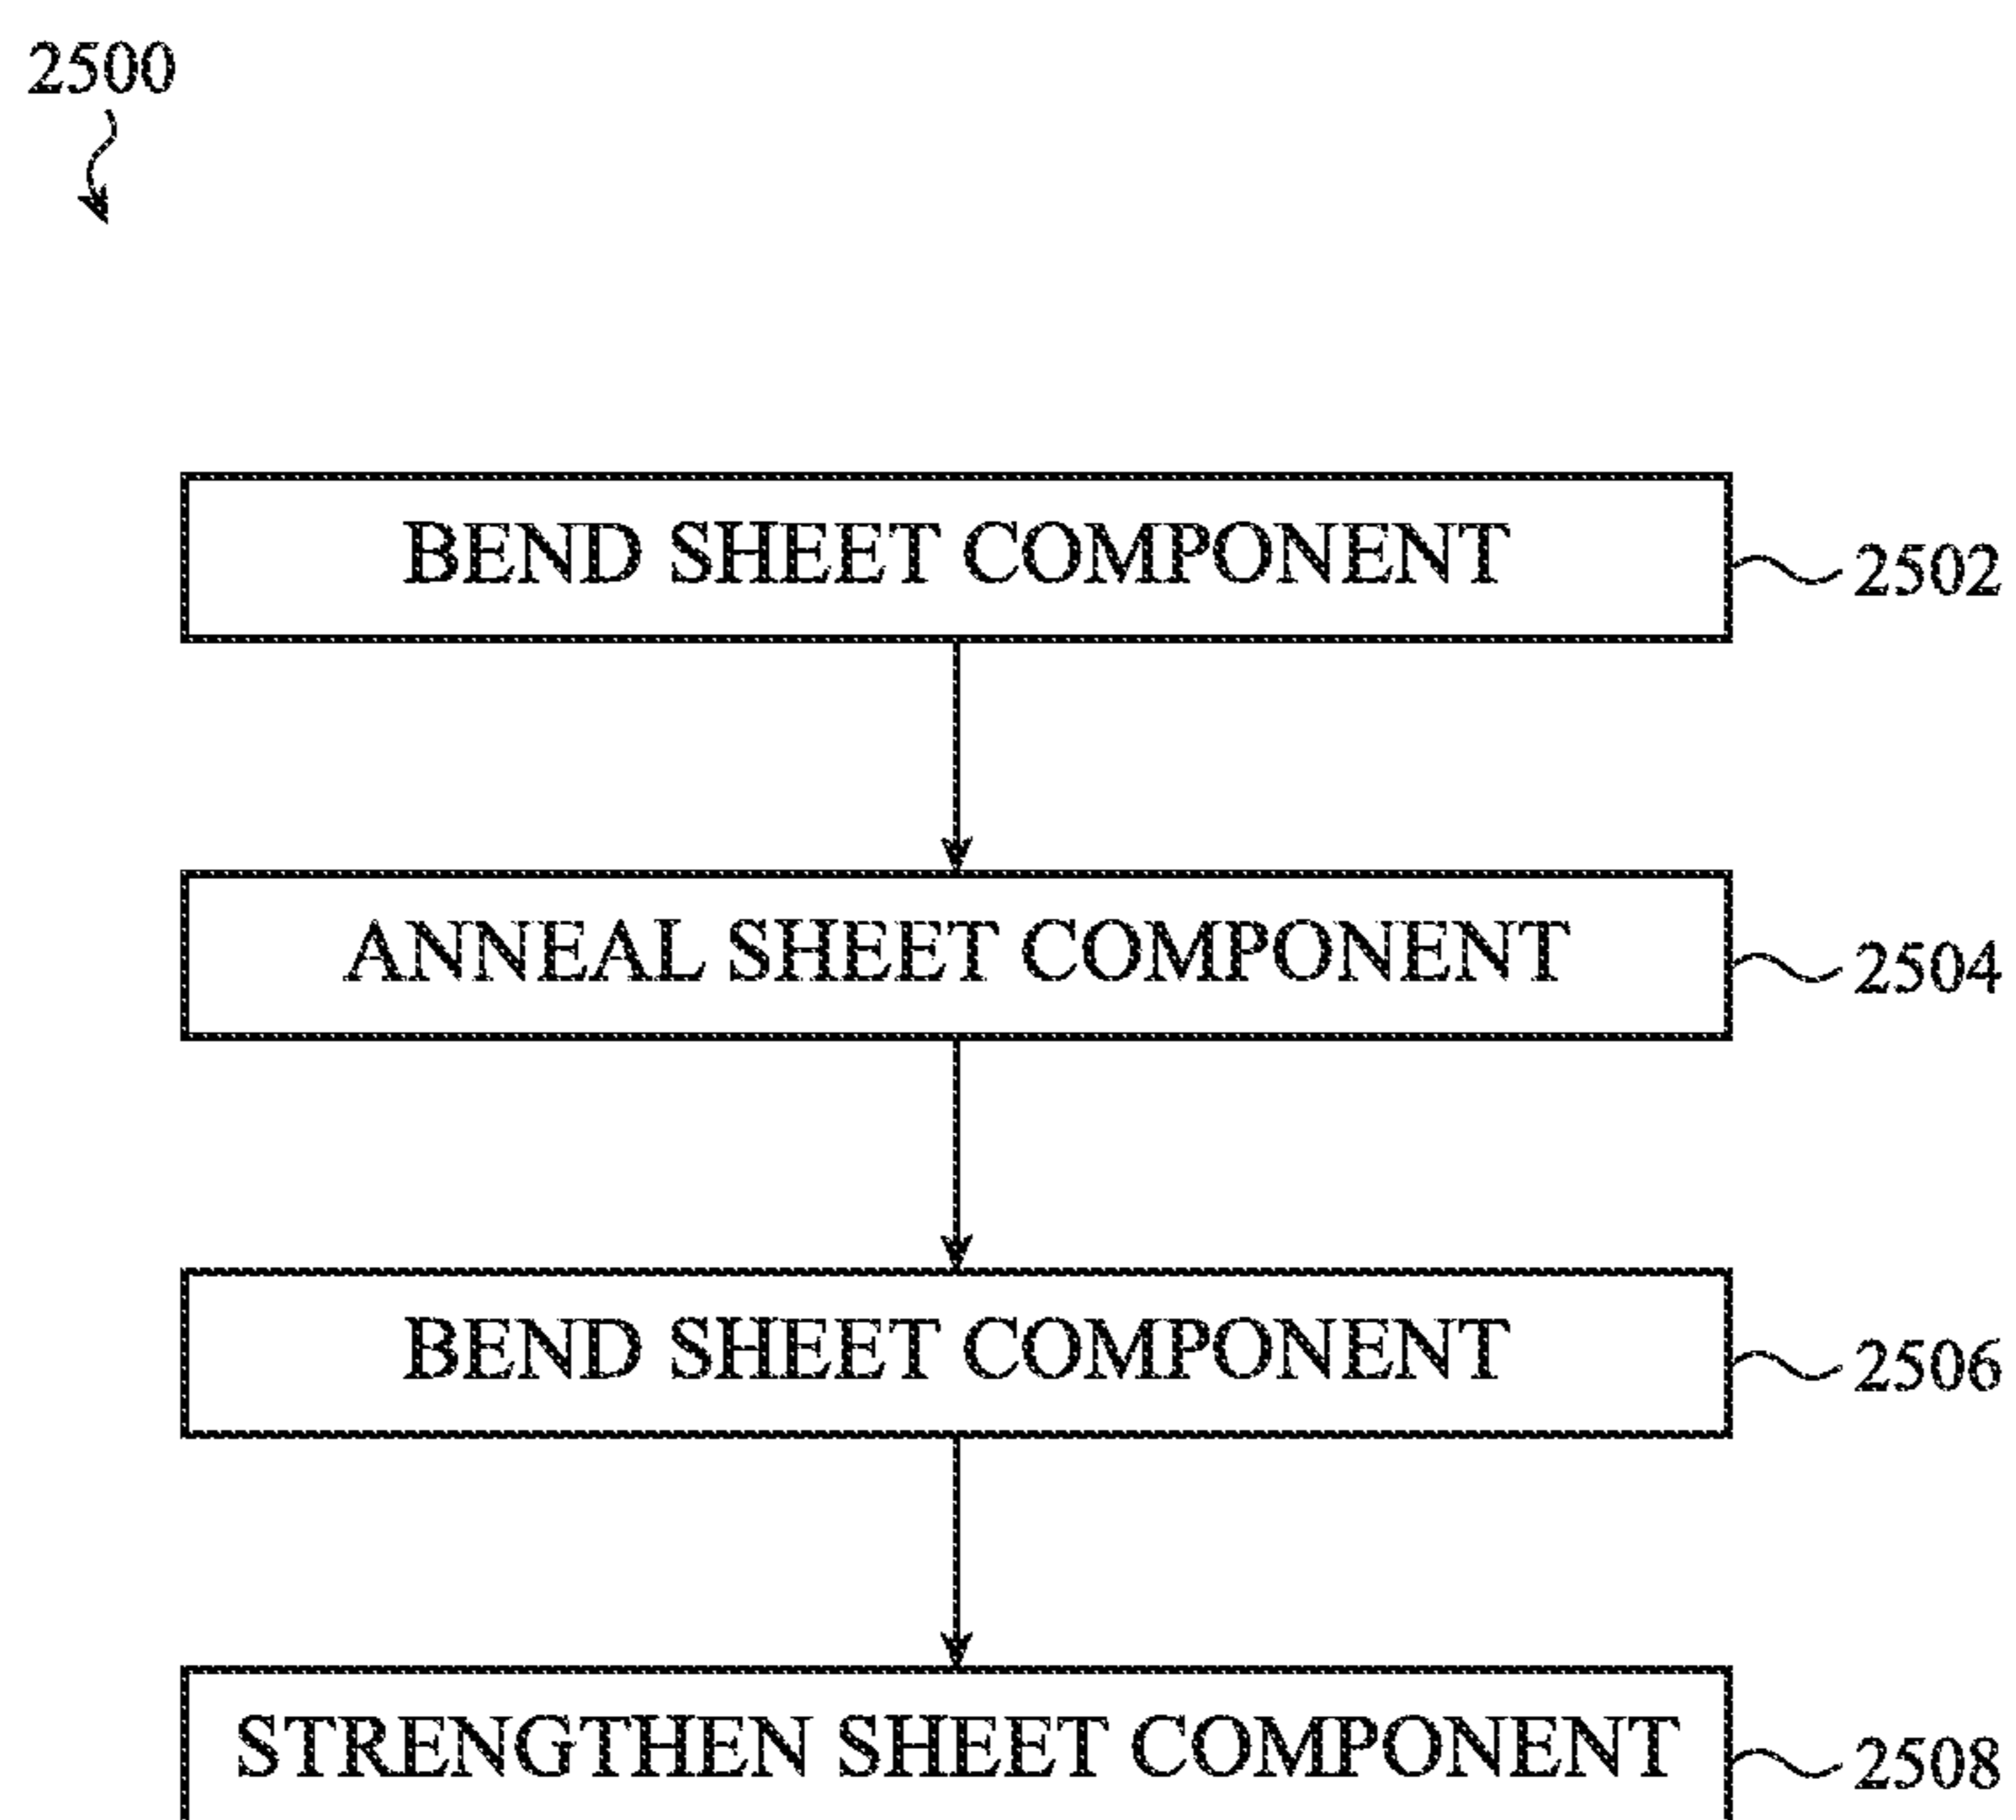 2500
BEND SHEET COMPONENT
2502
ANNEAL SHEET COMPONENT
2504
BEND SHEET COMPONENT
2506
STRENGTHEN SHEET COMPONENT
2508